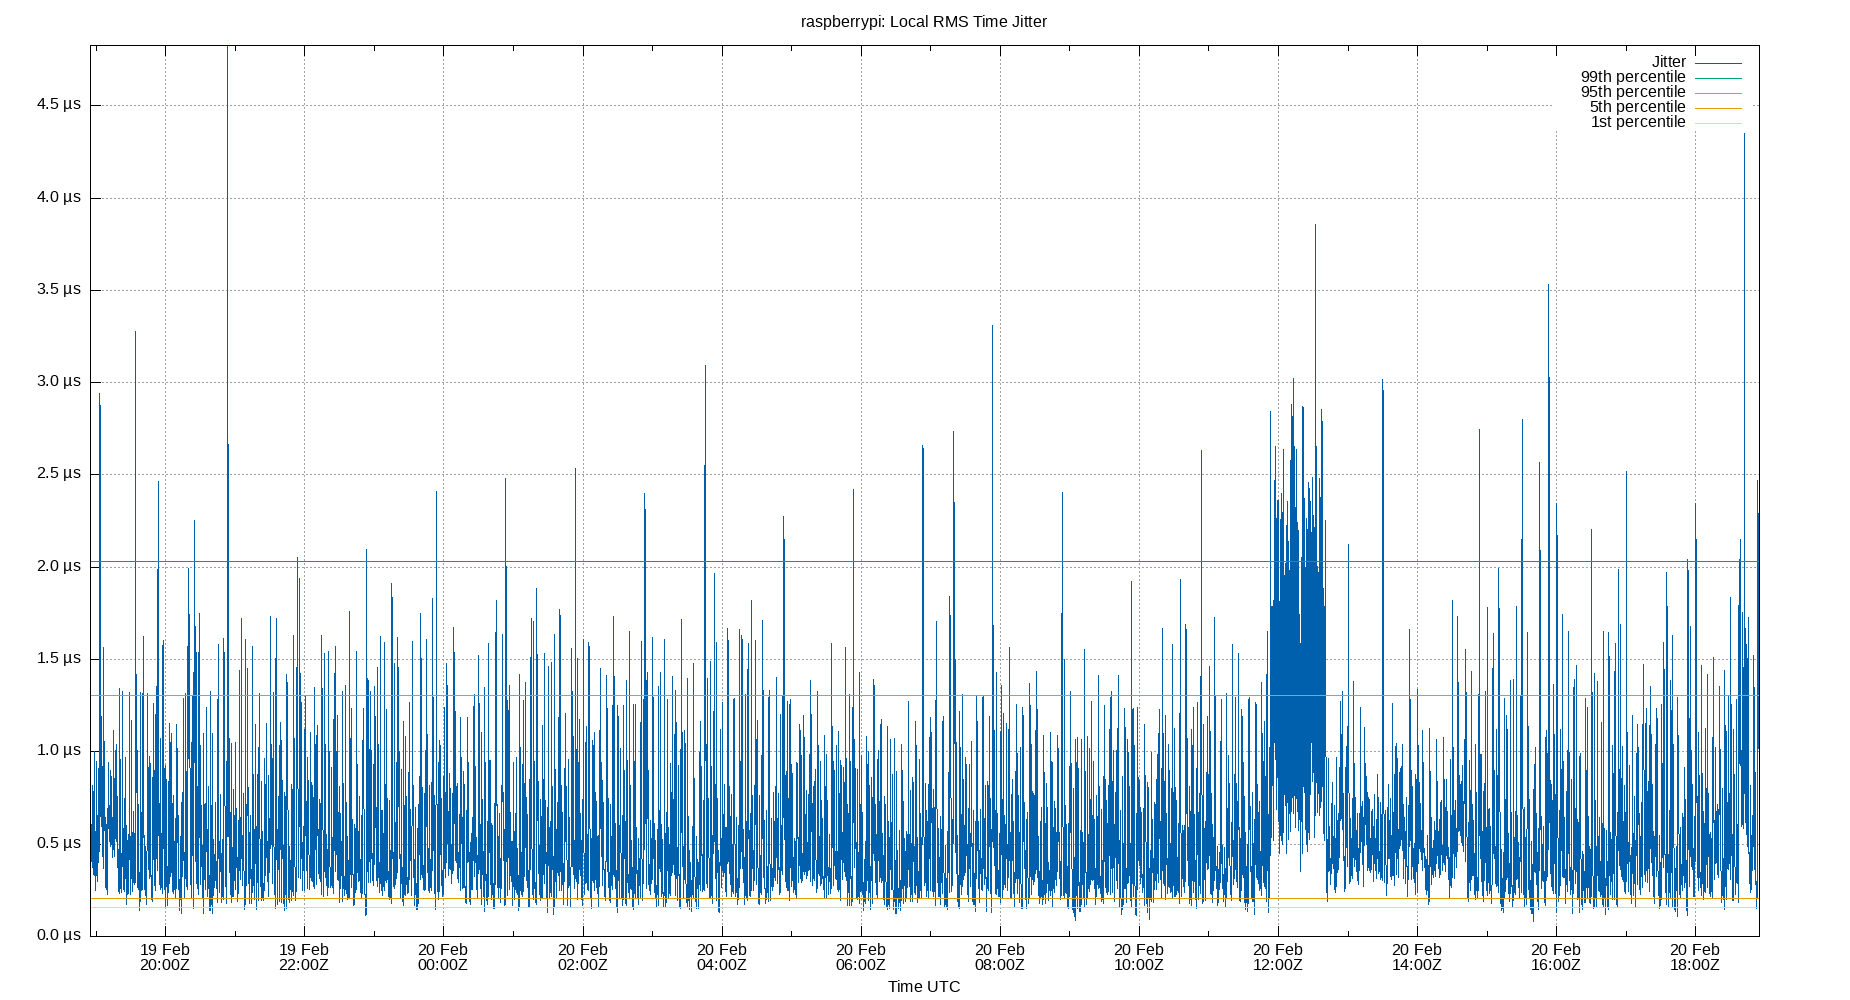 raspberrypi: Local RMS Time Jitter
Jitter
99th percentile
95th percentile
5th percentile
1st percentile
4.5 µs
4.0 µs
3.5 µs
3.0 µs
2.5 µs
2.0 µs
1.5 µs
1.0 µs
0.5 µs
0.0 µs
19 Feb
20:00Z
19 Feb
22:00Z
20 Feb
00:00Z
20 Feb
02:00Z
20 Feb
04:00Z
20 Feb
06:00Z
20 Feb
08:00Z
20 Feb
10:00Z
20 Feb
12:00Z
20 Feb
14:00Z
20 Feb
16:00Z
20 Feb
18:00Z
Time UTC